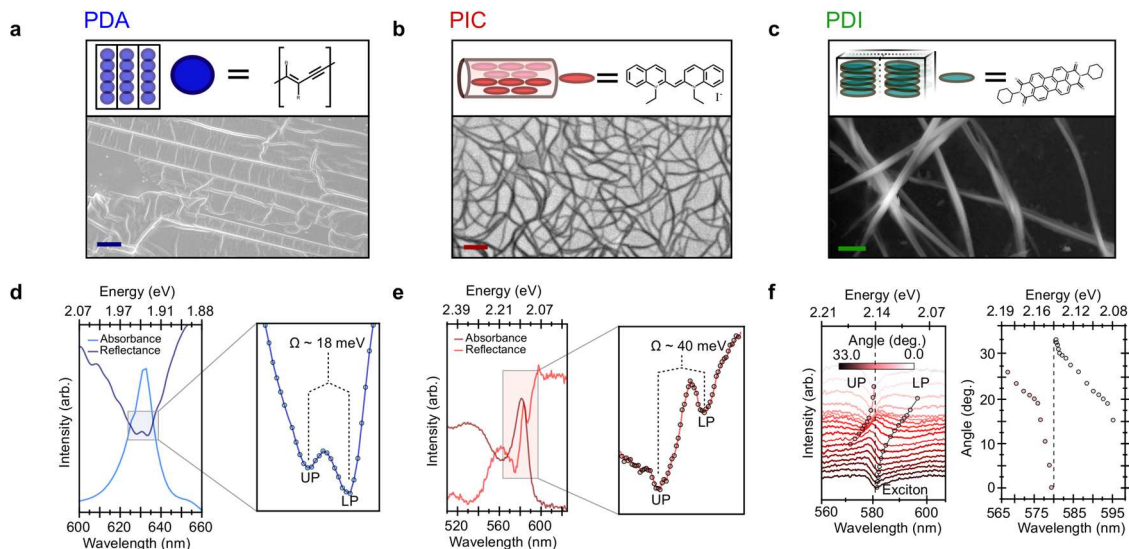 PDA
PIC
PDI
a
b
c
=
=
=
R
R
I⁻
d
e
f
Energy (eV)
2.07 1.97 1.91 1.88
Absorbance
Reflectance
Intensity (arb.)
600 620 640 660
Wavelength (nm)
Ω ~ 18 meV
UP
LP
Energy (eV)
2.39 2.21 2.07
Absorbance
Reflectance
Intensity (arb.)
520 560 600
Wavelength (nm)
Ω ~ 40 meV
UP
LP
Energy (eV)
2.21 2.14 2.07
Angle (deg.)
33.0 0.0
UP
LP
Exciton
Intensity (arb.)
560 580 600
Wavelength (nm)
Energy (eV)
2.19 2.16 2.12 2.08
Angle (deg.)
30
20
10
0
565 575 585 595
Wavelength (nm)